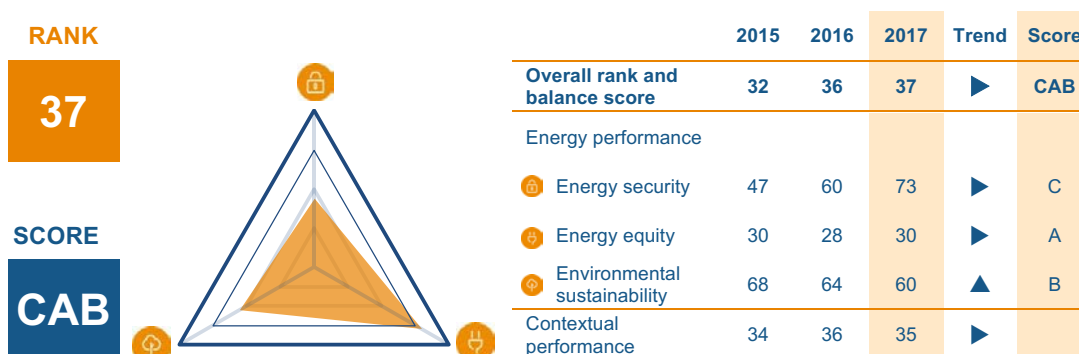 RANK
37
SCORE
CAB
2015 2016 2017 Trend Score
Overall rank and
balance score 32 36 37 CAB
Energy performance
Energy security 47 60 73 C
Energy equity 30 28 30 A
Environmental
sustainability 68 64 60 B
Contextual
performance 34 36 35